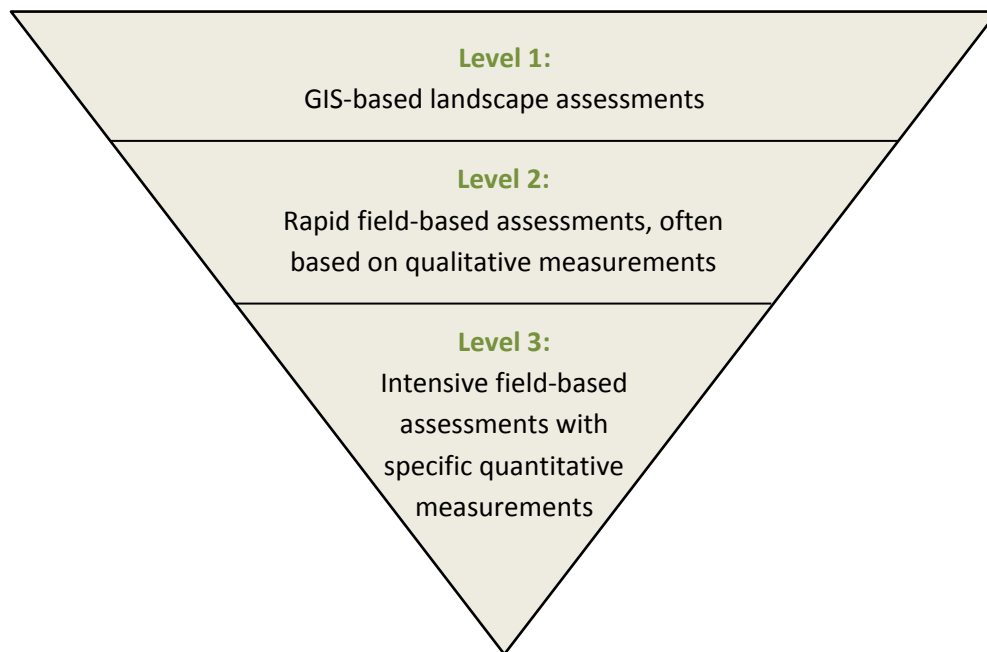 Level 1:
GIS-based landscape assessments
Level 2:
Rapid field-based assessments, often
based on qualitative measurements
Level 3:
Intensive field-based
assessments with
specific quantitative
measurements